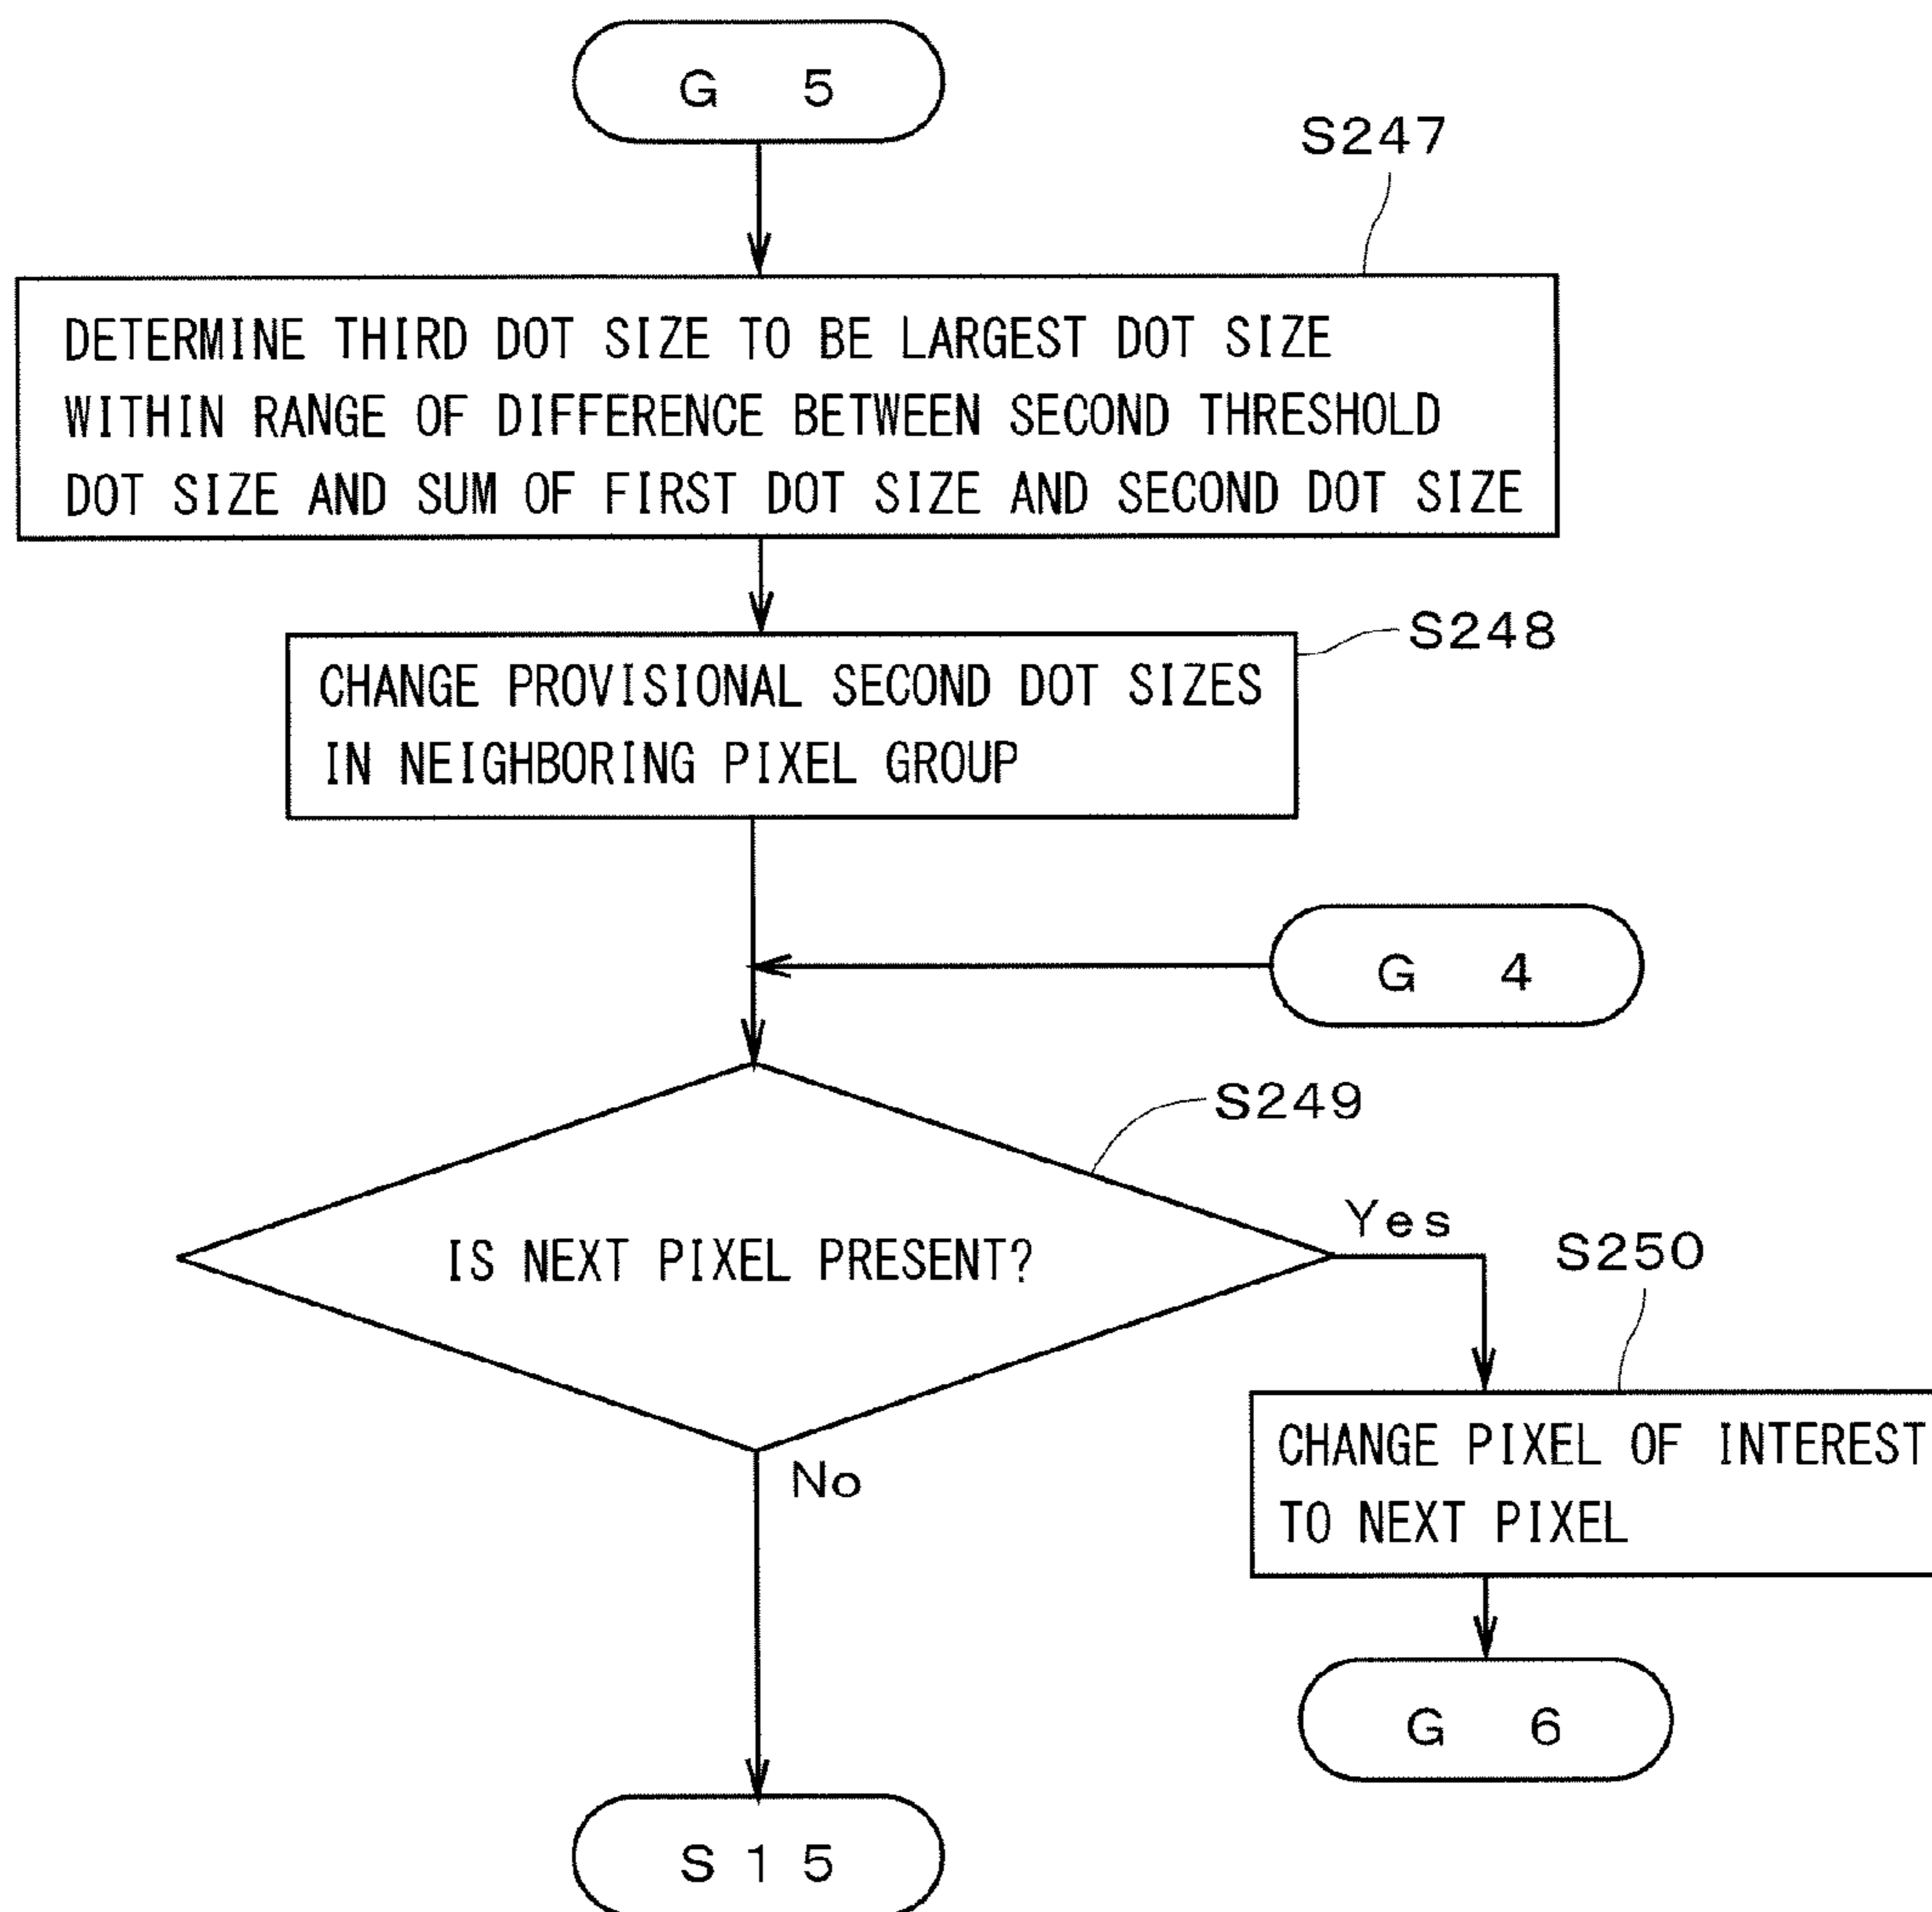 G 5
S247
DETERMINE THIRD DOT SIZE TO BE LARGEST DOT SIZE
WITHIN RANGE OF DIFFERENCE BETWEEN SECOND THRESHOLD
DOT SIZE AND SUM OF FIRST DOT SIZE AND SECOND DOT SIZE
S248
CHANGE PROVISIONAL SECOND DOT SIZES
IN NEIGHBORING PIXEL GROUP
G 4
S249
IS NEXT PIXEL PRESENT?
Yes
S250
CHANGE PIXEL OF INTEREST
TO NEXT PIXEL
No
G 6
S15